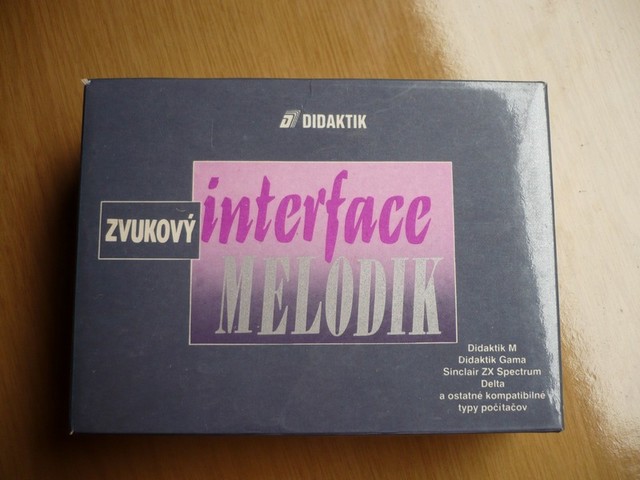 DIDAKTIK
ZVUKOVÝ
interface
MELODIK
Didaktik M
Didaktik Gama
Sinclair ZX Spectrum
Delta
a ostatné kompatibilné
typy počítačov